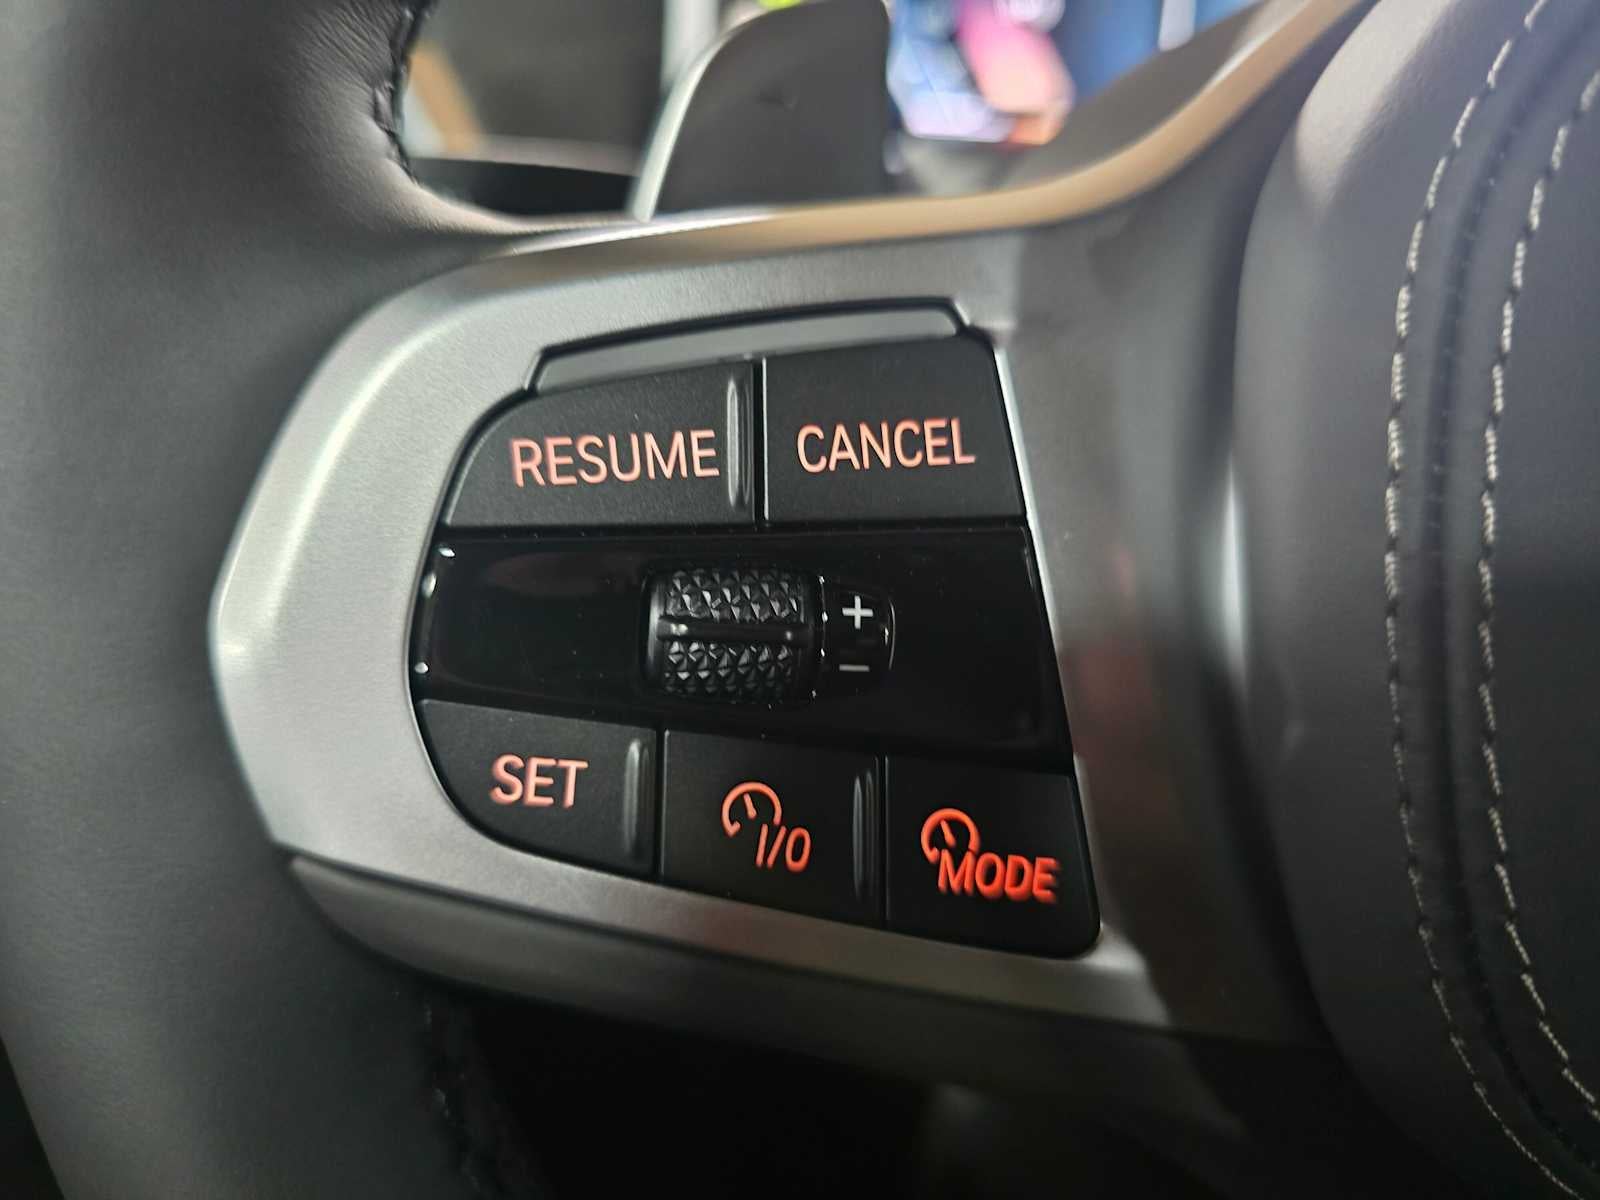 RESUME CANCEL
+
−
SET I/O MODE